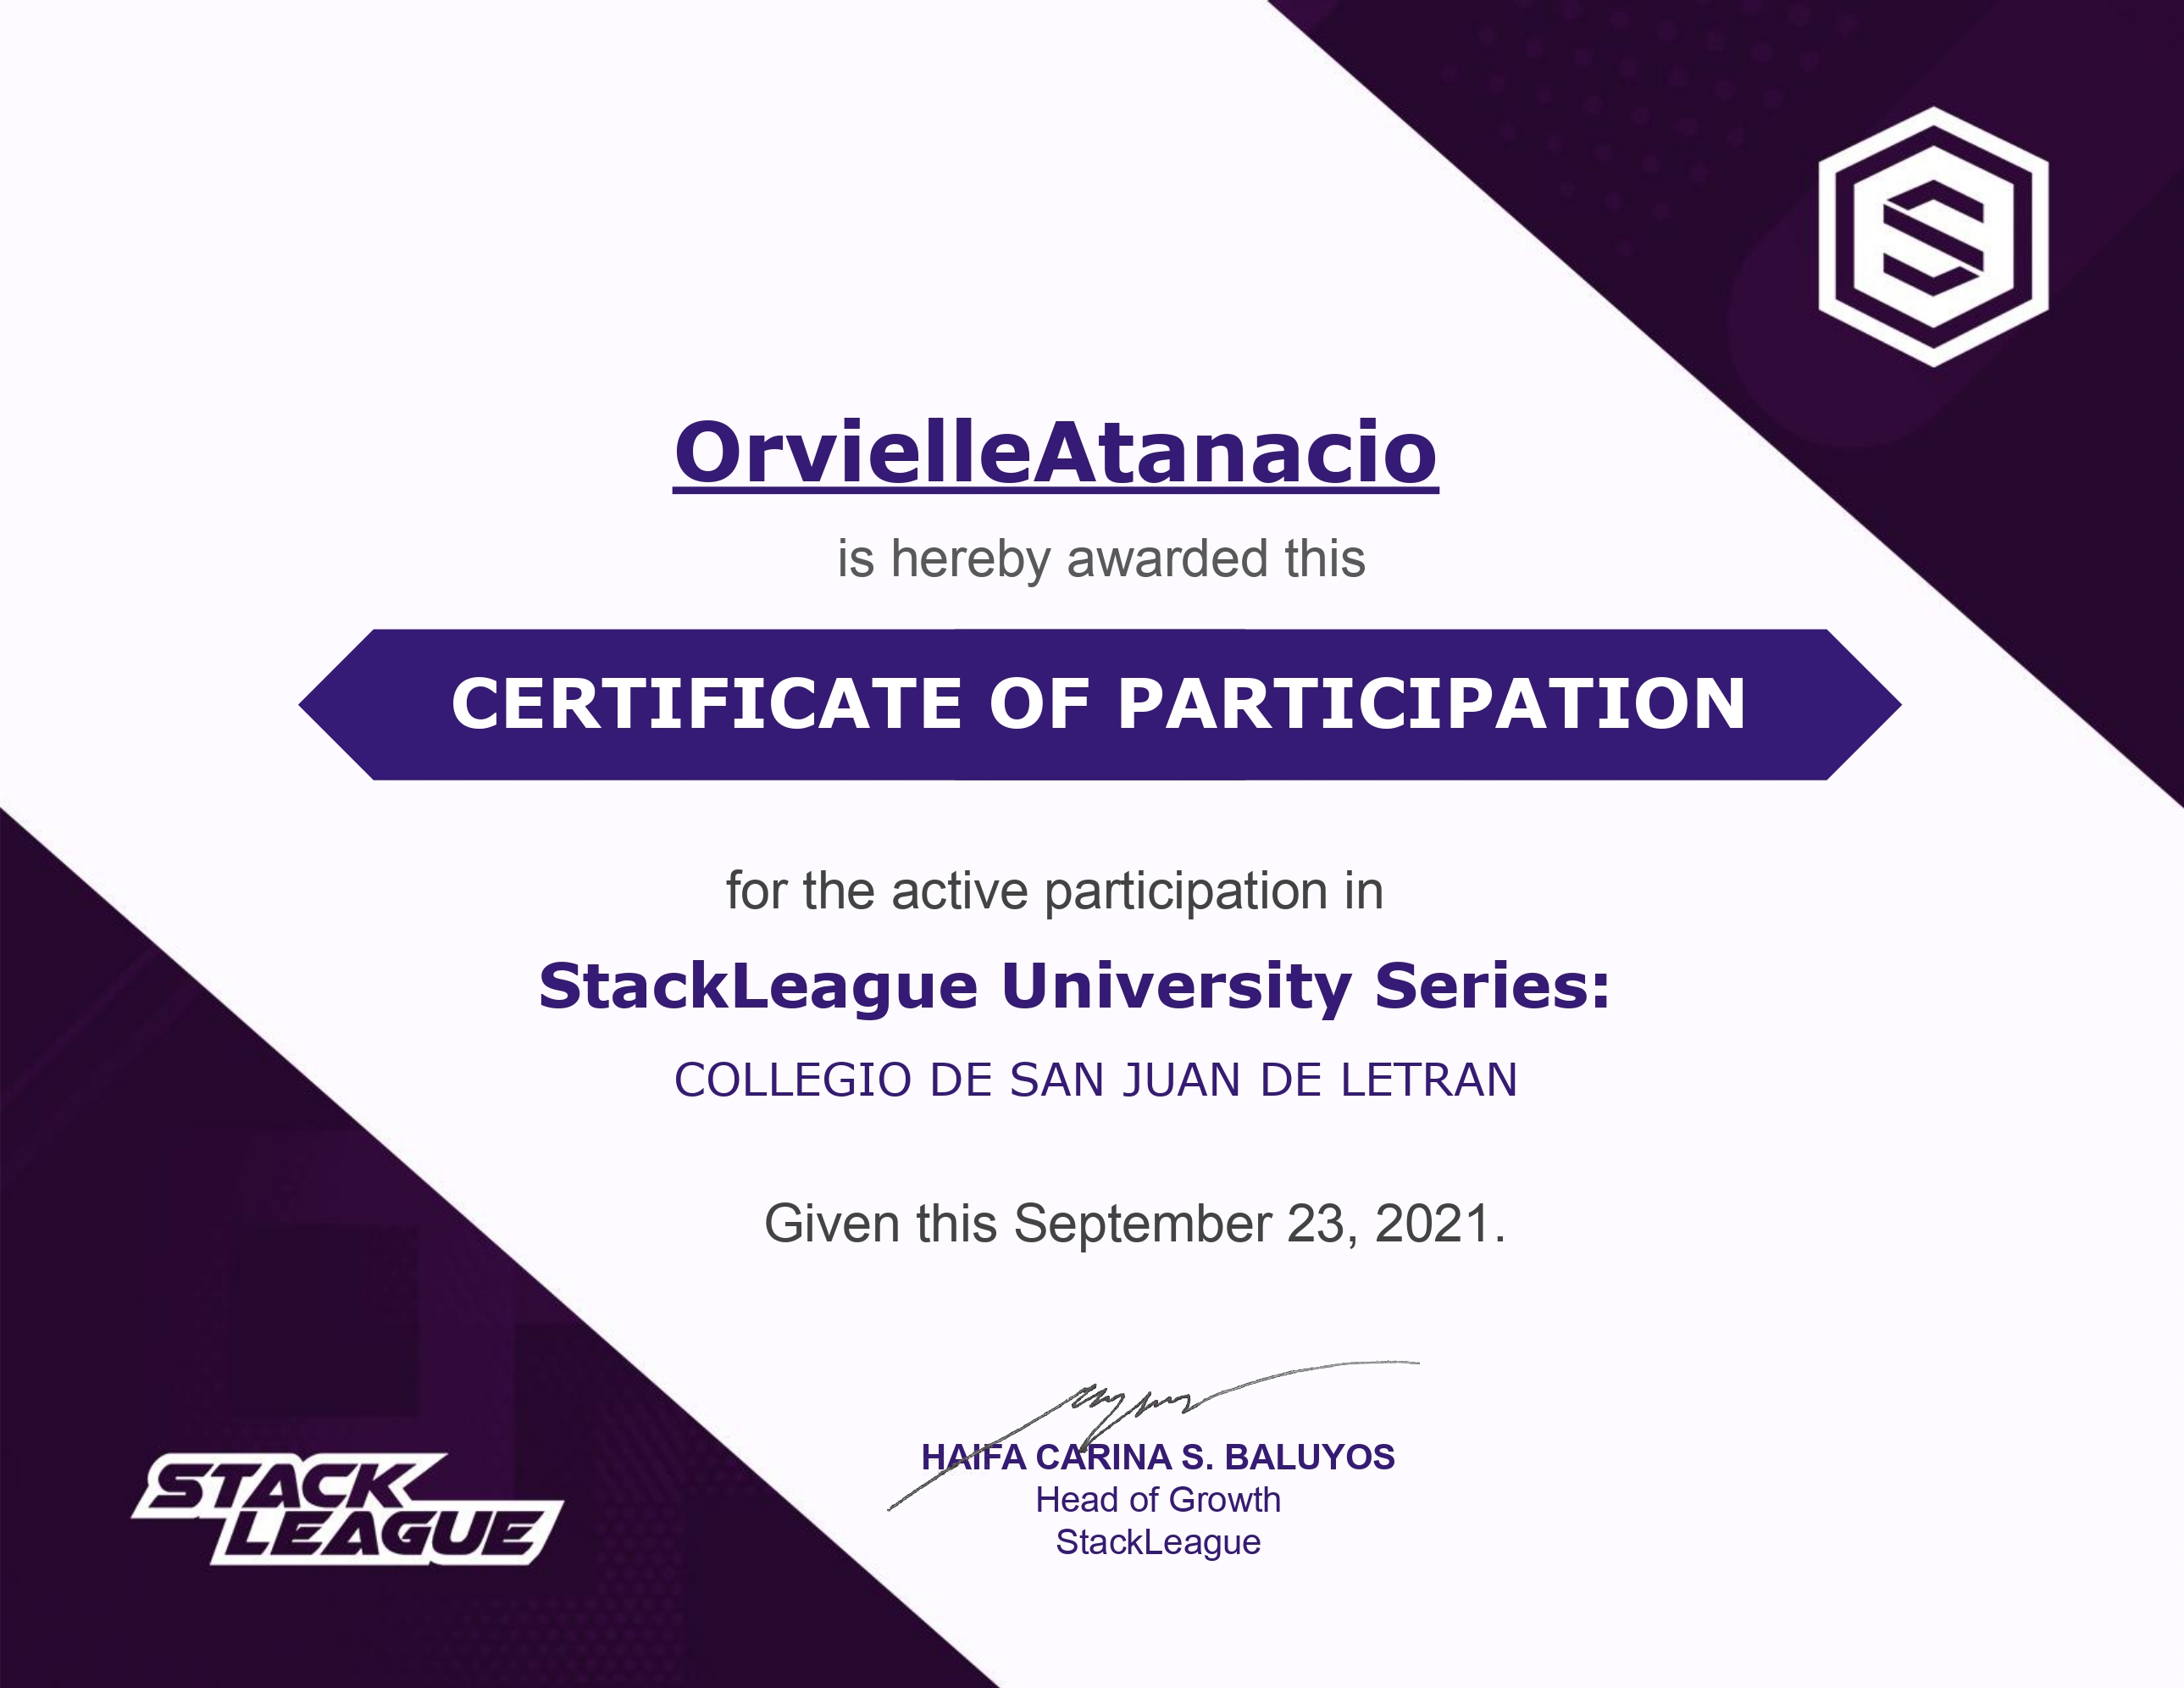 OrvielleAtanacio
is hereby awarded this
CERTIFICATE OF PARTICIPATION
for the active participation in
StackLeague University Series:
COLLEGIO DE SAN JUAN DE LETRAN
Given this September 23, 2021.
HAIFA CARINA S. BALUYOS
Head of Growth
StackLeague
STACK
LEAGUE